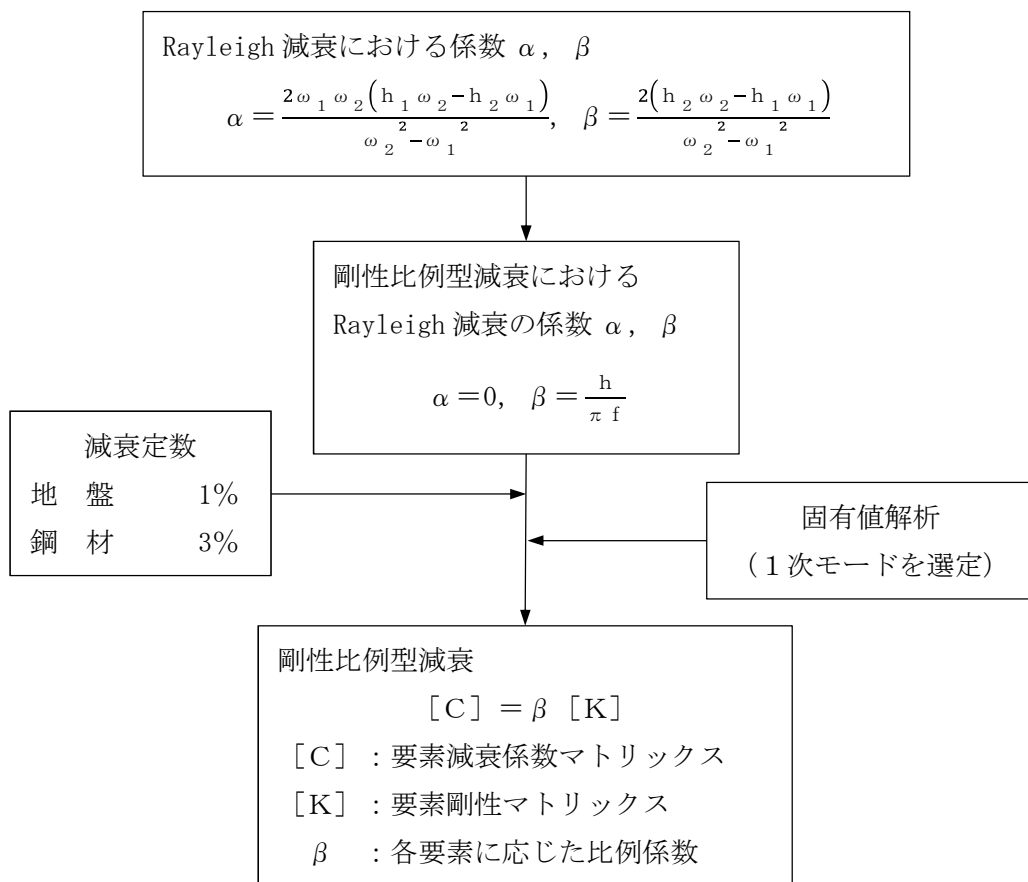 Rayleigh 減衰における係数 α, β
α＝2ω₁ω₂(h₁ω₂－h₂ω₁)/(ω₂²－ω₁²), β＝2(h₂ω₂－h₁ω₁)/(ω₂²－ω₁²)
剛性比例型減衰における
Rayleigh 減衰の係数 α, β
α＝0, β＝h/(π f)
減衰定数
地 盤 1%
鋼 材 3%
固有値解析
（１次モードを選定）
剛性比例型減衰
［C］＝β［K］
［C］：要素減衰係数マトリックス
［K］：要素剛性マトリックス
β ：各要素に応じた比例係数